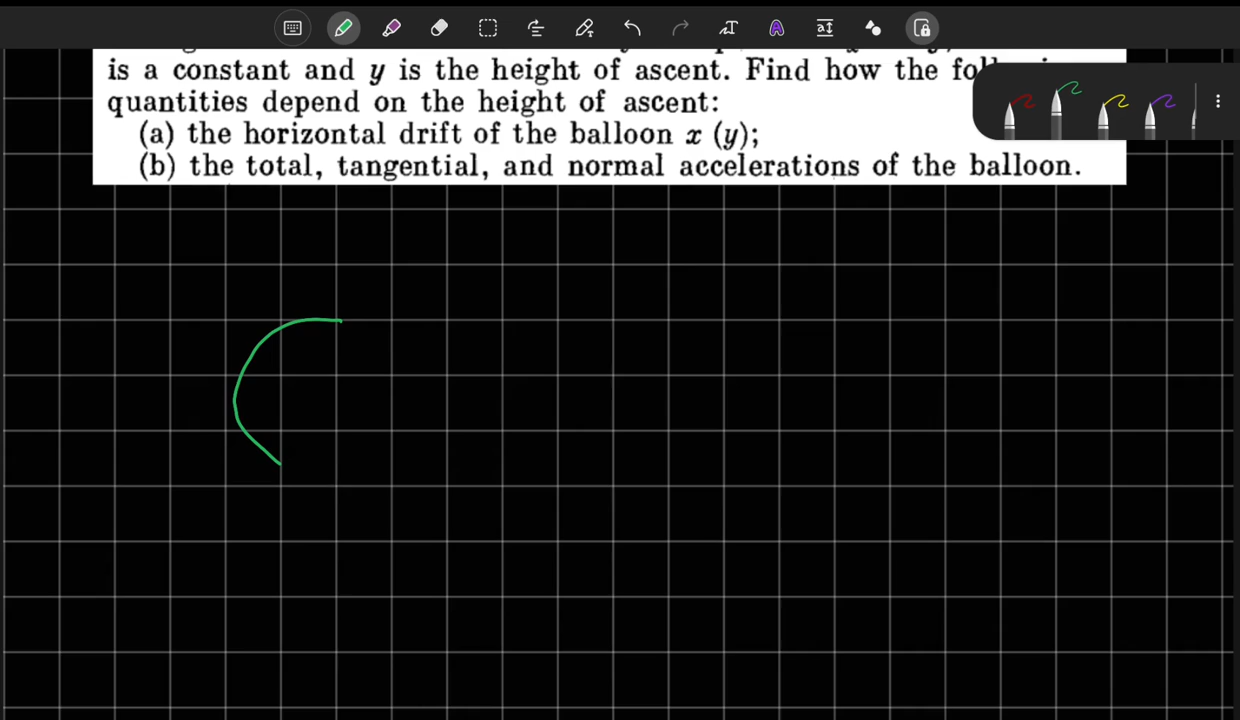 is a constant and y is the height of ascent. Find how the
quantities depend on the height of ascent:
(a) the horizontal drift of the balloon x (y);
(b) the total, tangential, and normal accelerations of the balloon.